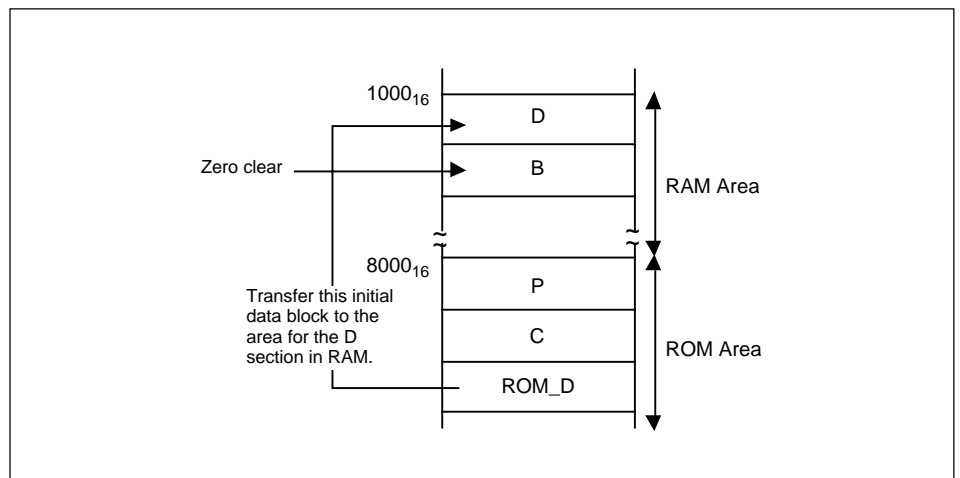 1000₁₆
D
Zero clear
B
RAM Area
8000₁₆
P
Transfer this initial
data block to the
area for the D
section in RAM.
C
ROM Area
ROM_D